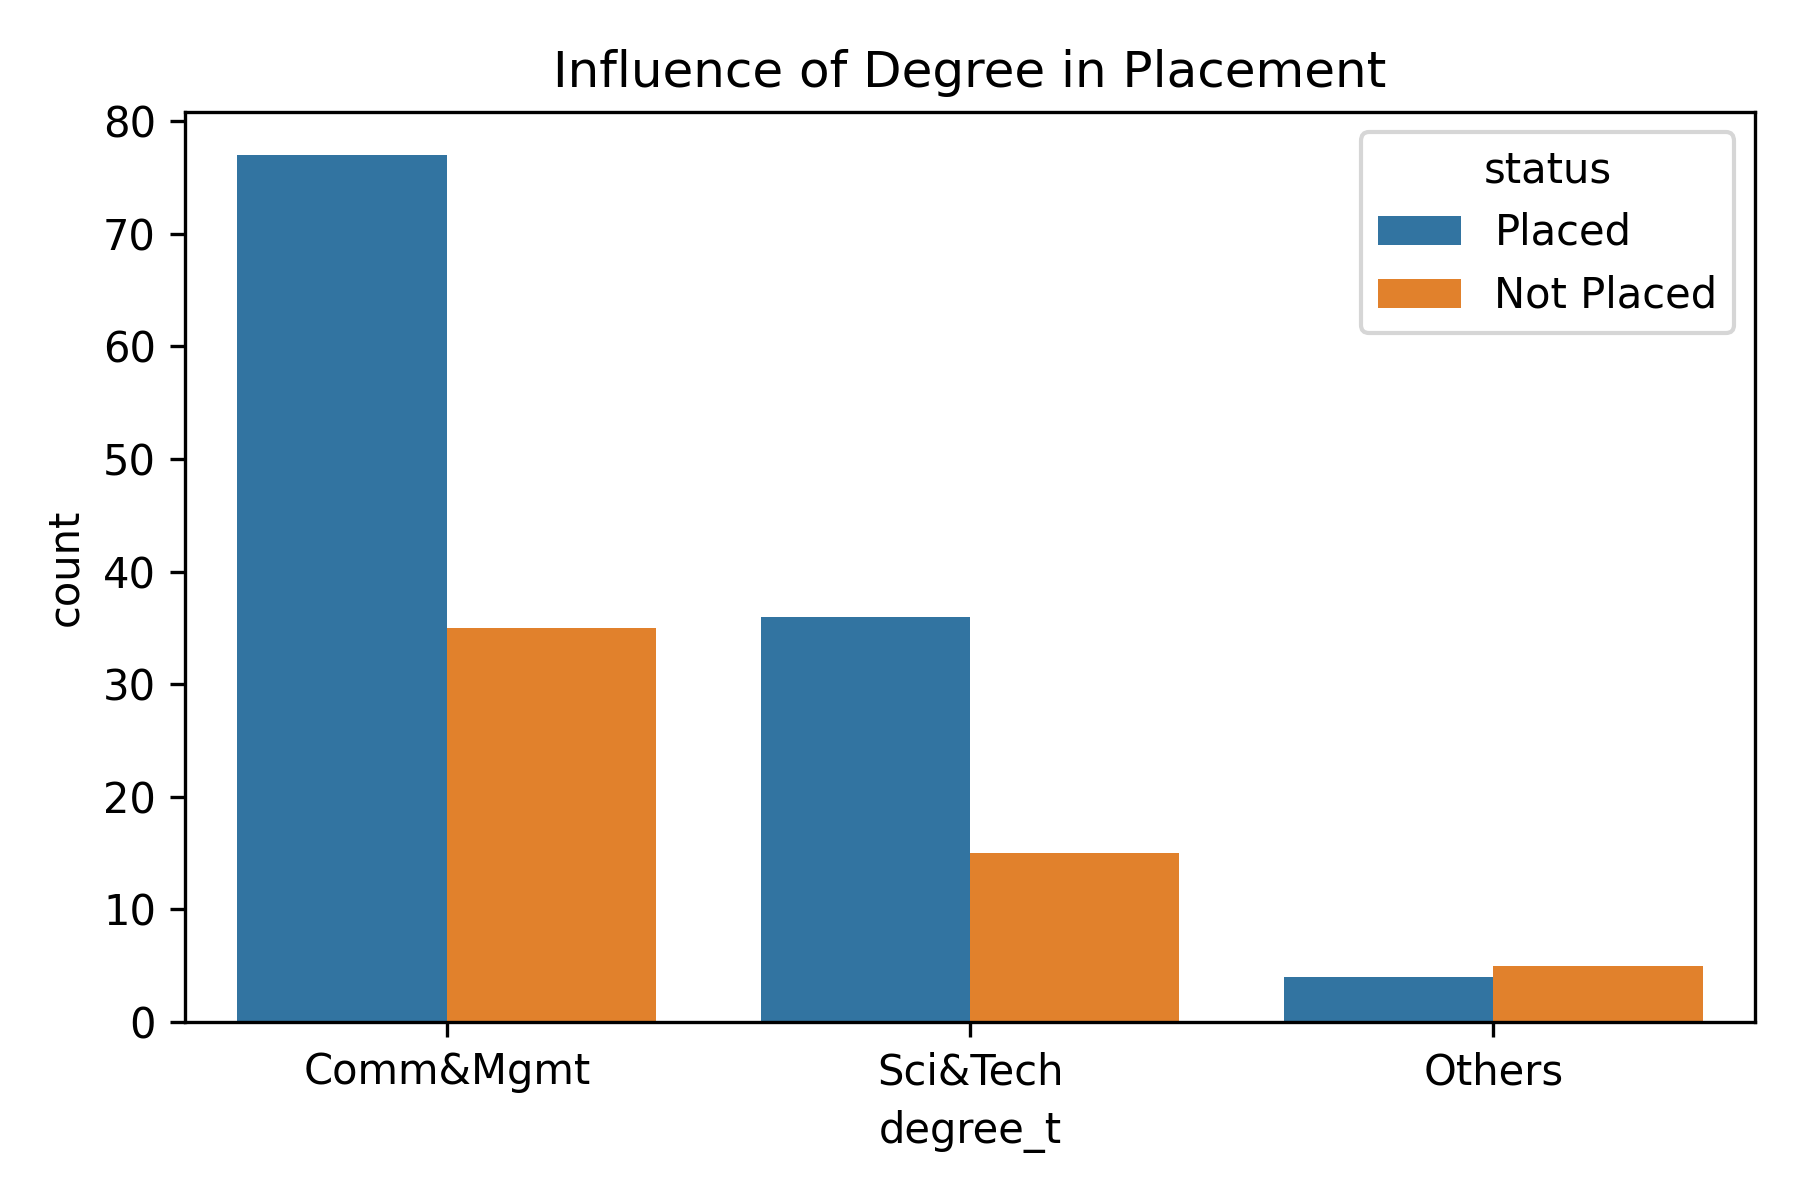 Influence of Degree in Placement
80
70
60
50
40
30
20
10
0
count
status
Placed
Not Placed
Comm&Mgmt
Sci&Tech
Others
degree_t